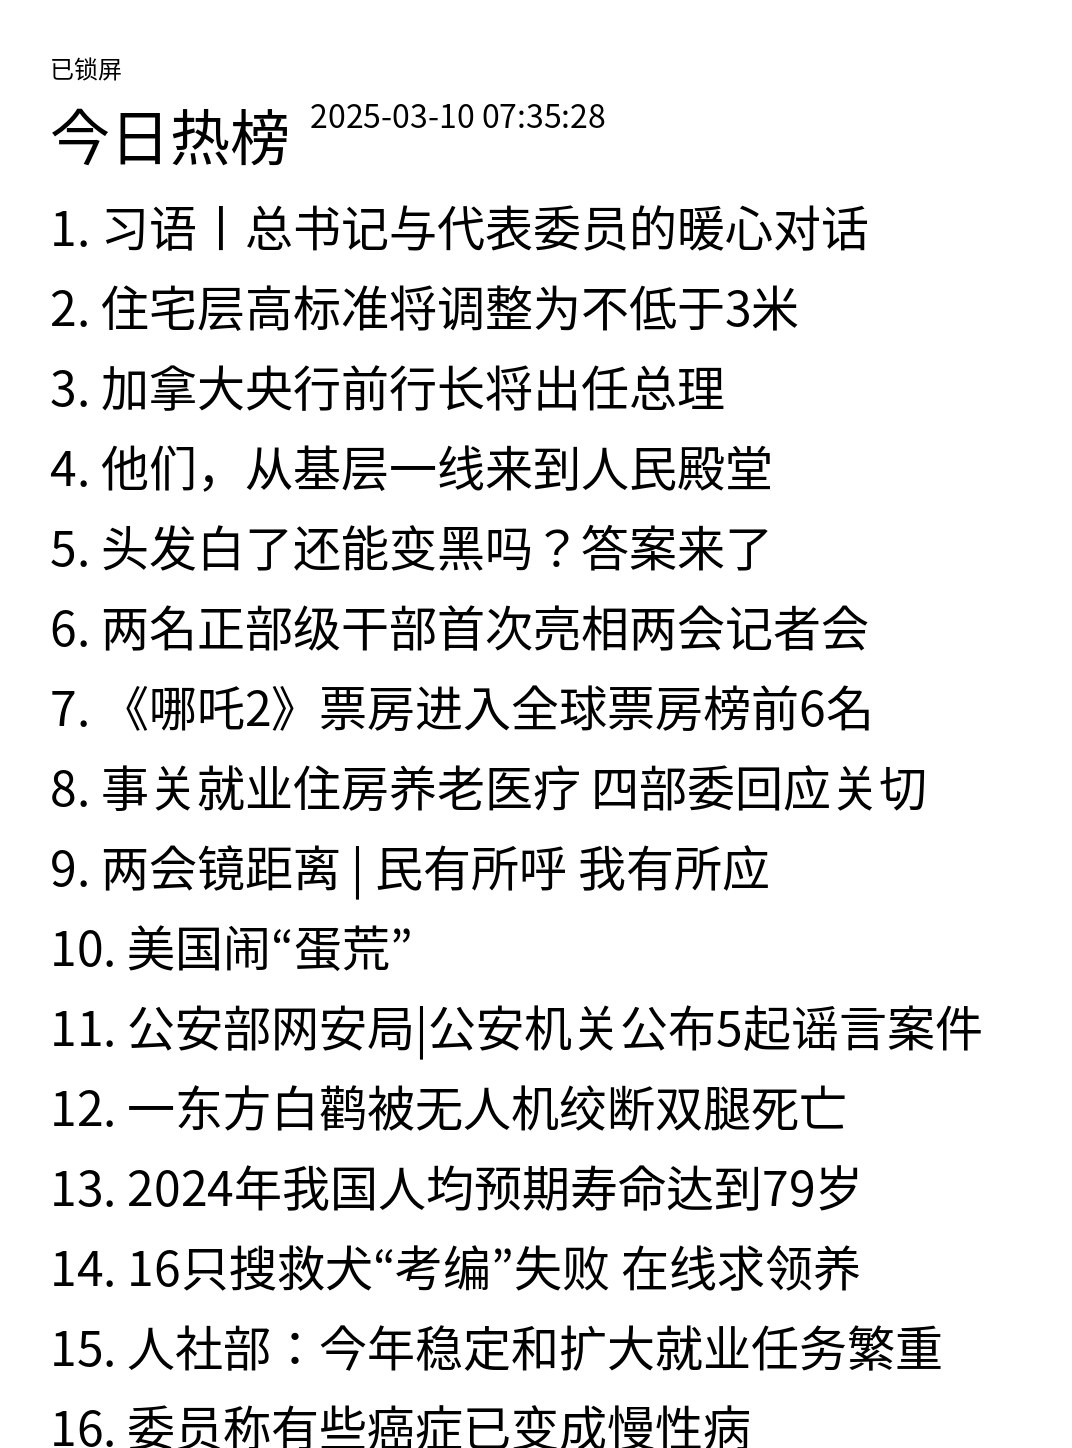 已锁屏
今日热榜 2025-03-10 07:35:28
1. 习语丨总书记与代表委员的暖心对话
2. 住宅层高标准将调整为不低于3米
3. 加拿大央行前行长将出任总理
4. 他们，从基层一线来到人民殿堂
5. 头发白了还能变黑吗？答案来了
6. 两名正部级干部首次亮相两会记者会
7. 《哪吒2》票房进入全球票房榜前6名
8. 事关就业住房养老医疗 四部委回应关切
9. 两会镜距离 | 民有所呼 我有所应
10. 美国闹“蛋荒”
11. 公安部网安局|公安机关公布5起谣言案件
12. 一东方白鹳被无人机绞断双腿死亡
13. 2024年我国人均预期寿命达到79岁
14. 16只搜救犬“考编”失败 在线求领养
15. 人社部：今年稳定和扩大就业任务繁重
16. 委员称有些癌症已变成慢性病